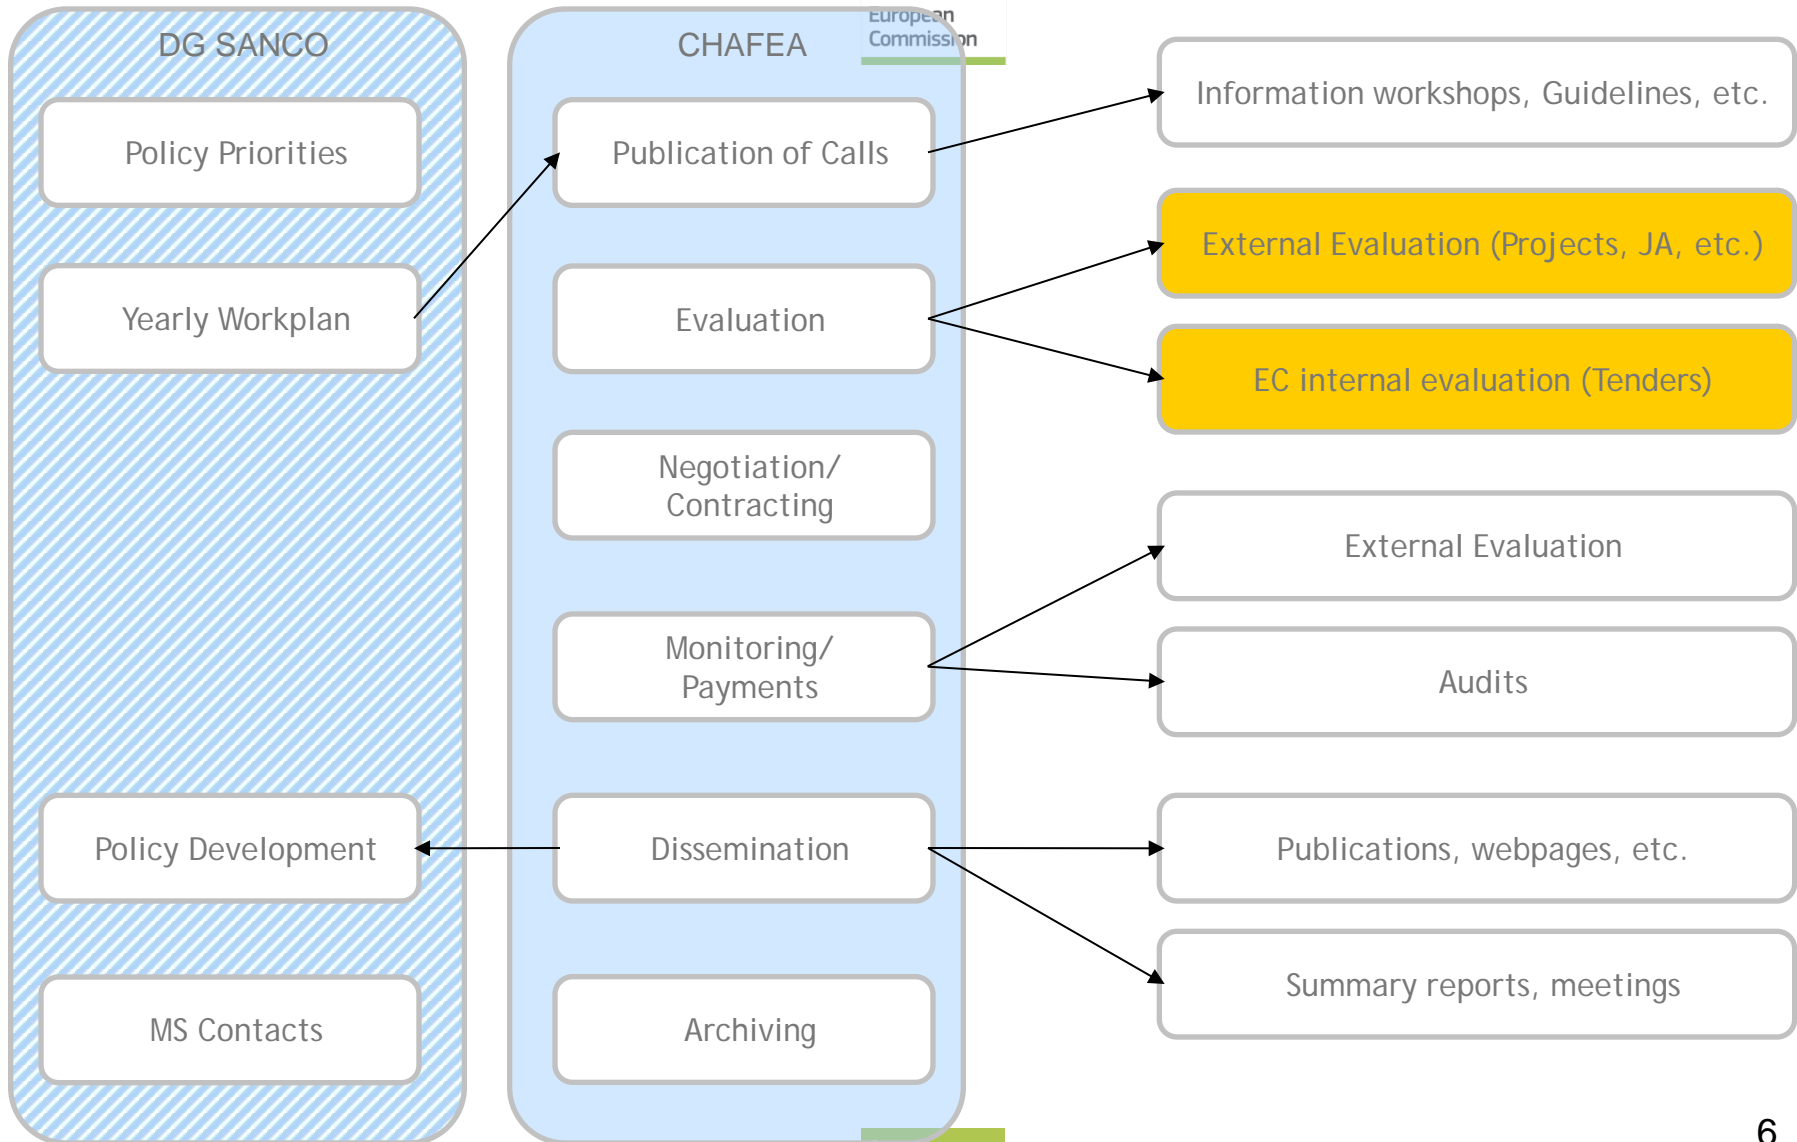 European
Commission
DG SANCO
Policy Priorities
Yearly Workplan
Policy Development
MS Contacts
CHAFEA
Publication of Calls
Evaluation
Negotiation/
Contracting
Monitoring/
Payments
Dissemination
Archiving
Information workshops, Guidelines, etc.
External Evaluation (Projects, JA, etc.)
EC internal evaluation (Tenders)
External Evaluation
Audits
Publications, webpages, etc.
Summary reports, meetings
6